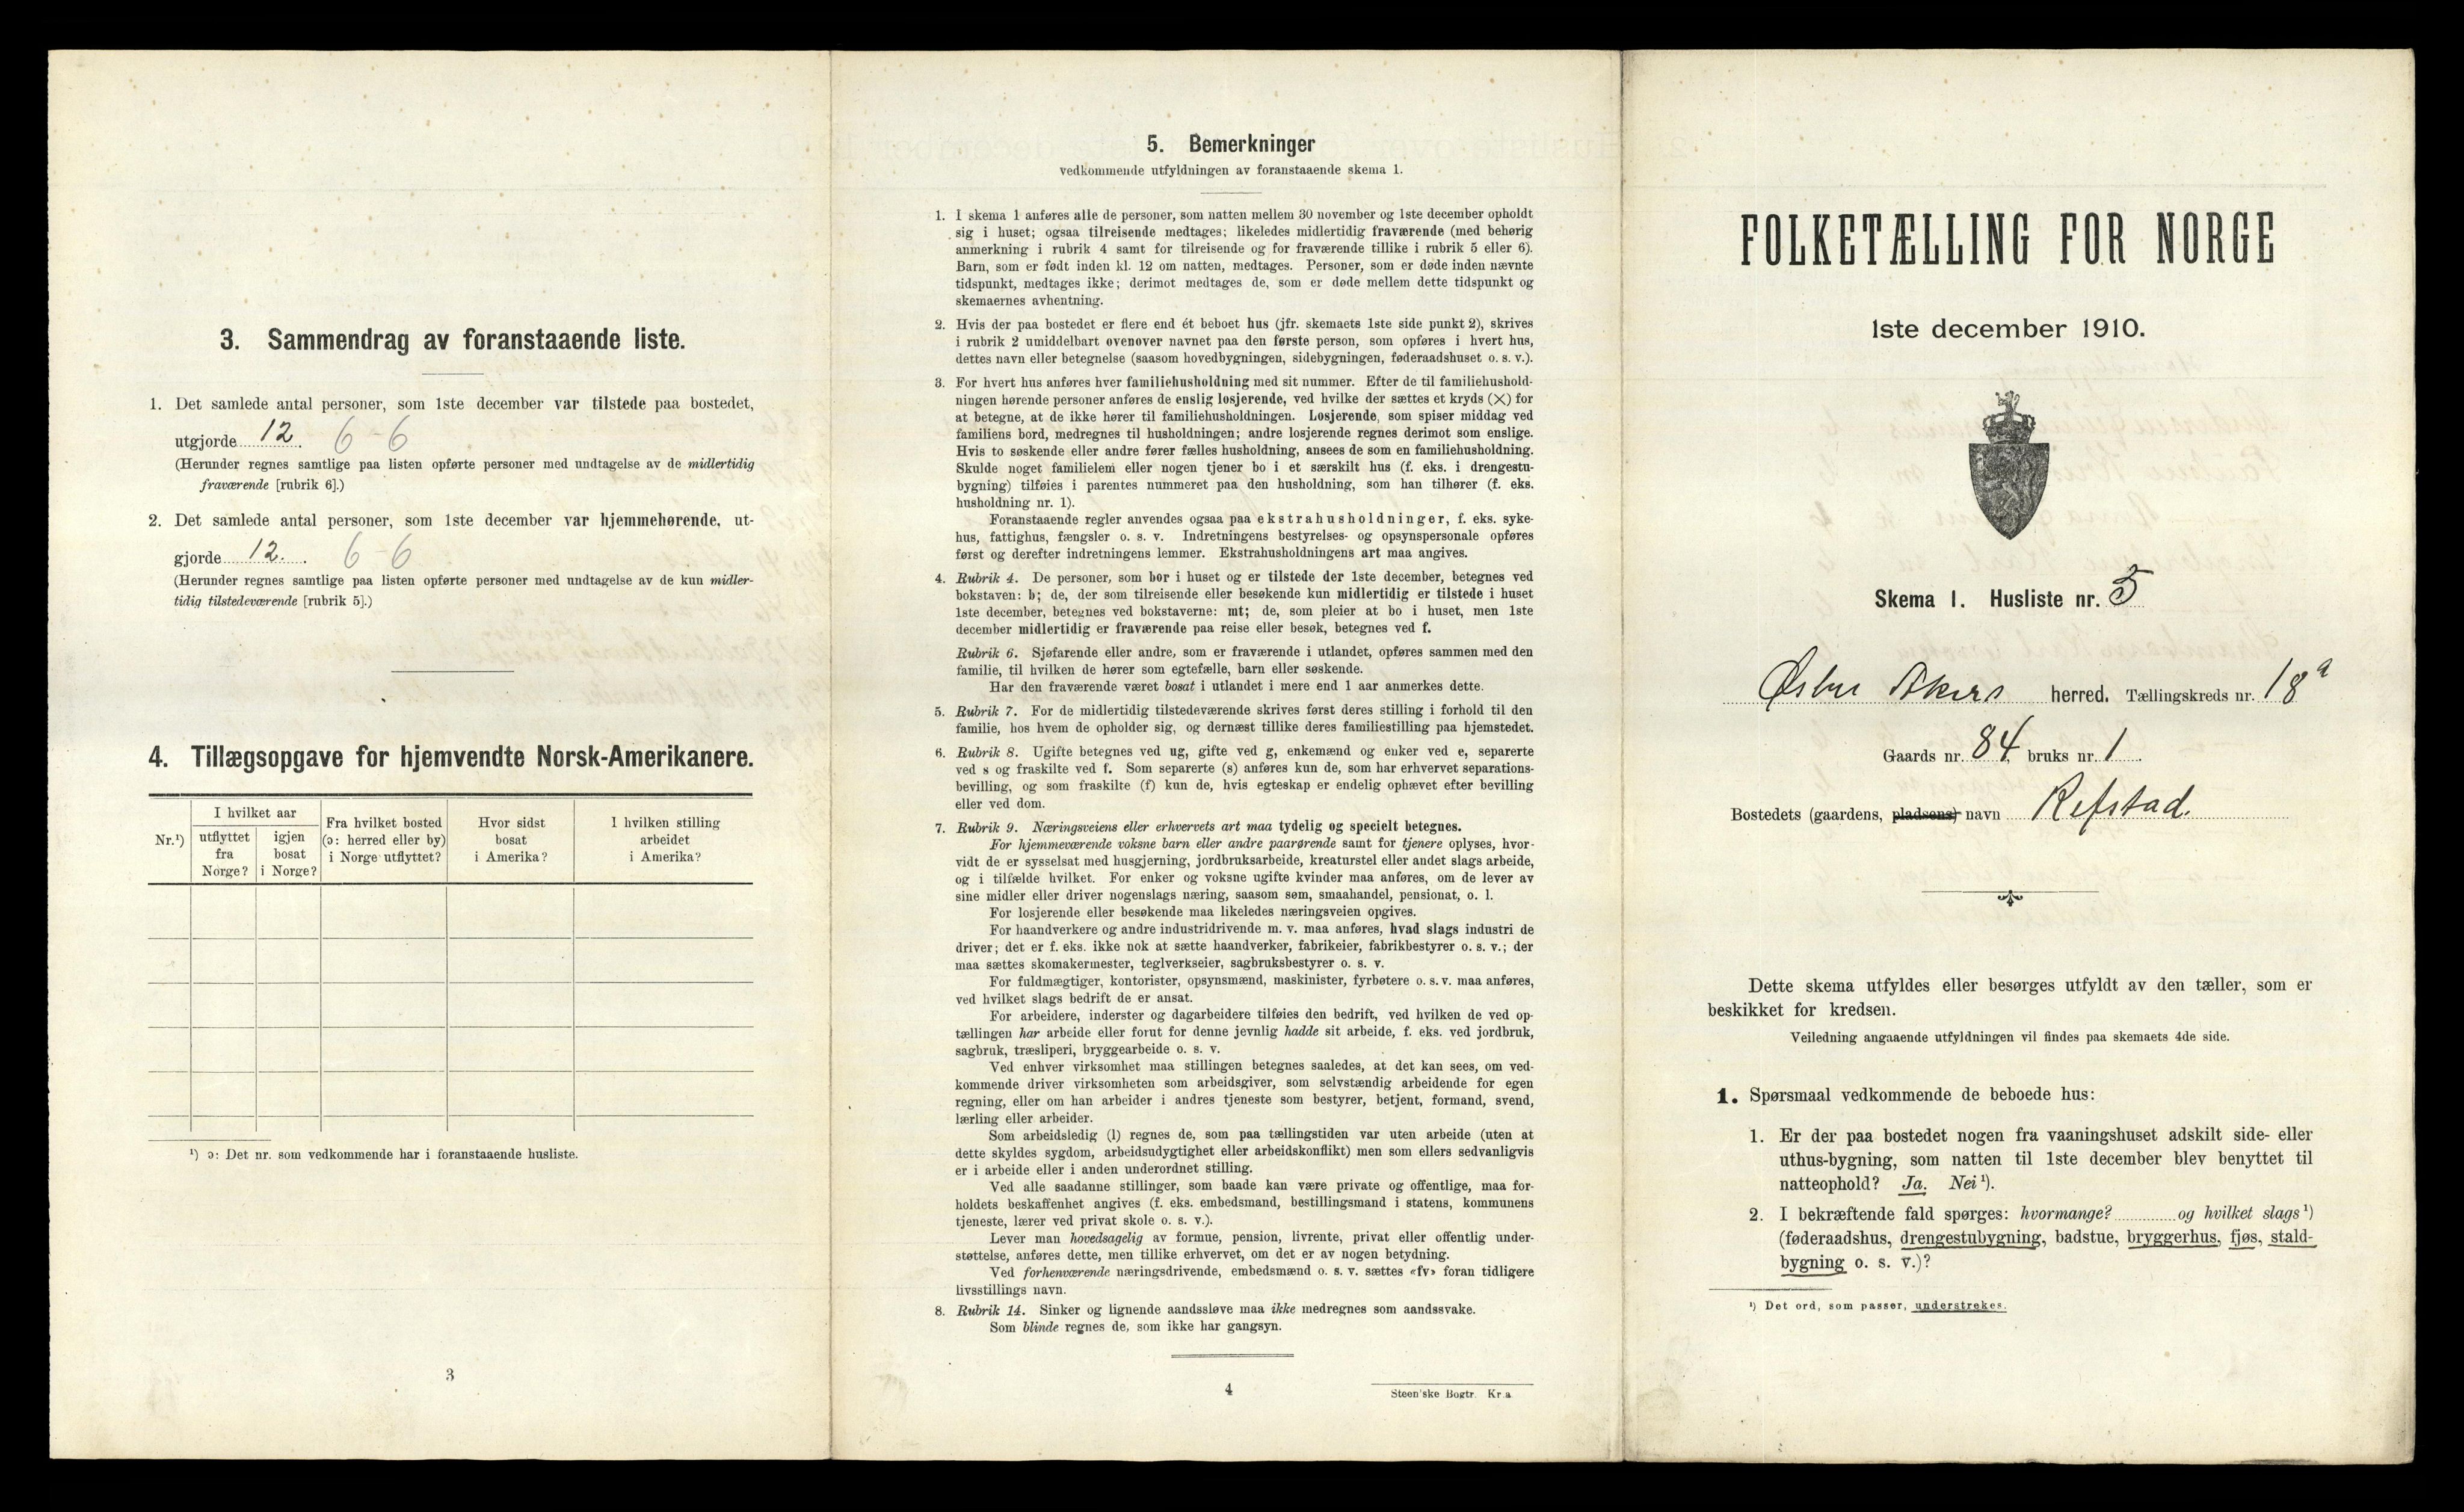 3. Sammendrag av foranstaaende liste.
1. Det samlede antal personer, som 1ste december var tilstede paa bostedet,
utgjorde 12. 6-6
(Herunder regnes samtlige paa listen opførte personer med undtagelse av de midlertidig
fraværende [rubrik 6].)
2. Det samlede antal personer, som 1ste december var hjemmehørende, ut-
gjorde 12. 6-6
(Herunder regnes samtlige paa listen opførte personer med undtagelse av de kun midler-
tidig tilstedeværende [rubrik 5].)
4. Tillægsopgave for hjemvendte Norsk-Amerikanere.
Nr.¹)
I hvilket aar
utflyttet
fra
Norge?
igjen
bosat
i Norge?
Fra hvilket bosted
(ɔ: herred eller by)
i Norge utflyttet?
Hvor sidst
bosat
i Amerika?
I hvilken stilling
arbeidet
i Amerika?
¹) ɔ: Det nr. som vedkommende har i foranstaaende husliste.
3
5. Bemerkninger
vedkommende utfyldningen av foranstaaende skema 1.
1. I skema 1 anføres alle de personer, som natten mellem 30 november og 1ste december opholdt
sig i huset; ogsaa tilreisende medtages; likeledes midlertidig fraværende (med behørig
anmerkning i rubrik 4 samt for tilreisende og for fraværende tillike i rubrik 5 eller 6).
Barn, som er født inden kl. 12 om natten, medtages. Personer, som er døde inden nævnte
tidspunkt, medtages ikke; derimot medtages de, som er døde mellem dette tidspunkt og
skemaernes avhentning.
2. Hvis der paa bostedet er flere end ét beboet hus (jfr. skemaets 1ste side punkt 2), skrives
i rubrik 2 umiddelbart ovenover navnet paa den første person, som opføres i hvert hus,
dettes navn eller betegnelse (saasom hovedbygningen, sidebygningen, føderaadshuset o. s. v.).
3. For hvert hus anføres hver familiehusholdning med sit nummer. Efter de til familiehushold-
ningen hørende personer anføres de enslig losjerende, ved hvilke der sættes et kryds (×) for
at betegne, at de ikke hører til familiehusholdningen. Losjerende, som spiser middag ved
familiens bord, medregnes til husholdningen; andre losjerende regnes derimot som enslige.
Hvis to søskende eller andre fører fælles husholdning, ansees de som en familiehusholdning.
Skulde noget familielem eller nogen tjener bo i et særskilt hus (f. eks. i drengestu-
bygning) tilføies i parentes nummeret paa den husholdning, som han tilhører (f. eks.
husholdning nr. 1).
Foranstaaende regler anvendes ogsaa paa ekstrahusholdninger, f. eks. syke-
hus, fattighus, fængsler o. s. v. Indretningens bestyrelses- og opsynspersonale opføres
først og derefter indretningens lemmer. Ekstrahusholdningens art maa angives.
4. Rubrik 4. De personer, som bor i huset og er tilstede der 1ste december, betegnes ved
bokstaven: b; de, der som tilreisende eller besøkende kun midlertidig er tilstede i huset
1ste december, betegnes ved bokstaverne: mt; de, som pleier at bo i huset, men 1ste
december midlertidig er fraværende paa reise eller besøk, betegnes ved f.
Rubrik 6. Sjøfarende eller andre, som er fraværende i utlandet, opføres sammen med den
familie, til hvilken de hører som egtefælle, barn eller søskende.
Har den fraværende været bosat i utlandet i mere end 1 aar anmerkes dette.
5. Rubrik 7. For de midlertidig tilstedeværende skrives først deres stilling i forhold til den
familie, hos hvem de opholder sig, og dernæst tillike deres familiestilling paa hjemstedet.
6. Rubrik 8. Ugifte betegnes ved ug, gifte ved g, enkemænd og enker ved e, separerte
ved s og fraskilte ved f. Som separerte (s) anføres kun de, som har erhvervet separations-
bevilling, og som fraskilte (f) kun de, hvis egteskap er endelig ophævet efter bevilling
eller ved dom.
7. Rubrik 9. Næringsveiens eller erhvervets art maa tydelig og specielt betegnes.
For hjemmeværende voksne barn eller andre paarørende samt for tjenere oplyses, hvor-
vidt de er sysselsat med husgjerning, jordbruksarbeide, kreaturstel eller andet slags arbeide,
og i tilfælde hvilket. For enker og voksne ugifte kvinder maa anføres, om de lever av
sine midler eller driver nogenslags næring, saasom søm, smaahandel, pensionat, o. l.
For losjerende eller besøkende maa likeledes næringsveien opgives.
For haandverkere og andre industridrivende m. v. maa anføres, hvad slags industri de
driver; det er f. eks. ikke nok at sætte haandverker, fabrikeier, fabrikbestyrer o. s. v.; der
maa sættes skomakermester, teglverkseier, sagbruksbestyrer o. s. v.
For fuldmægtiger, kontorister, opsynsmænd, maskinister, fyrbøtere o. s. v. maa anføres,
ved hvilket slags bedrift de er ansat.
For arbeidere, inderster og dagarbeidere tilføies den bedrift, ved hvilken de ved op-
tællingen har arbeide eller forut for denne jevnlig hadde sit arbeide, f. eks. ved jordbruk,
sagbruk, træsliperi, bryggearbeide o. s. v.
Ved enhver virksomhet maa stillingen betegnes saaledes, at det kan sees, om ved-
kommende driver virksomheten som arbeidsgiver, som selvstændig arbeidende for egen
regning, eller om han arbeider i andres tjeneste som bestyrer, betjent, formand, svend,
lærling eller arbeider.
Som arbeidsledig (l) regnes de, som paa tællingstiden var uten arbeide (uten at
dette skyldes sygdom, arbeidsudygtighet eller arbeidskonflikt) men som ellers sedvanligvis
er i arbeide eller i anden underordnet stilling.
Ved alle saadanne stillinger, som baade kan være private og offentlige, maa for-
holdets beskaffenhet angives (f. eks. embedsmand, bestillingsmand i statens, kommunens
tjeneste, lærer ved privat skole o. s. v.).
Lever man hovedsagelig av formue, pension, livrente, privat eller offentlig under-
støttelse, anføres dette, men tillike erhvervet, om det er av nogen betydning.
Ved forhenværende næringsdrivende, embedsmænd o. s. v. sættes «fv» foran tidligere
livsstillings navn.
8. Rubrik 14. Sinker og lignende aandssløve maa ikke medregnes som aandssvake.
Som blinde regnes de, som ikke har gangsyn.
4
Steen'ske Bogtr. Kr.a
FOLKETÆLLING FOR NORGE
1ste december 1910.
Skema 1. Husliste nr. 5
Østre Akers herred. Tællingskreds nr. 18ª
Gaards nr. 84, bruks nr. 1.
Bostedets (gaardens, pladsens) navn Refstad.
Dette skema utfyldes eller besørges utfyldt av den tæller, som er
beskikket for kredsen.
Veiledning angaaende utfyldningen vil findes paa skemaets 4de side.
1. Spørsmaal vedkommende de beboede hus:
1. Er der paa bostedet nogen fra vaaningshuset adskilt side- eller
uthus-bygning, som natten til 1ste december blev benyttet til
natteophold? Ja. Nei¹).
2. I bekræftende fald spørges: hvormange? og hvilket slags¹)
(føderaadshus, drengestubygning, badstue, bryggerhus, fjøs, stald-
bygning o. s. v.)?
¹) Det ord, som passer, understrekes.